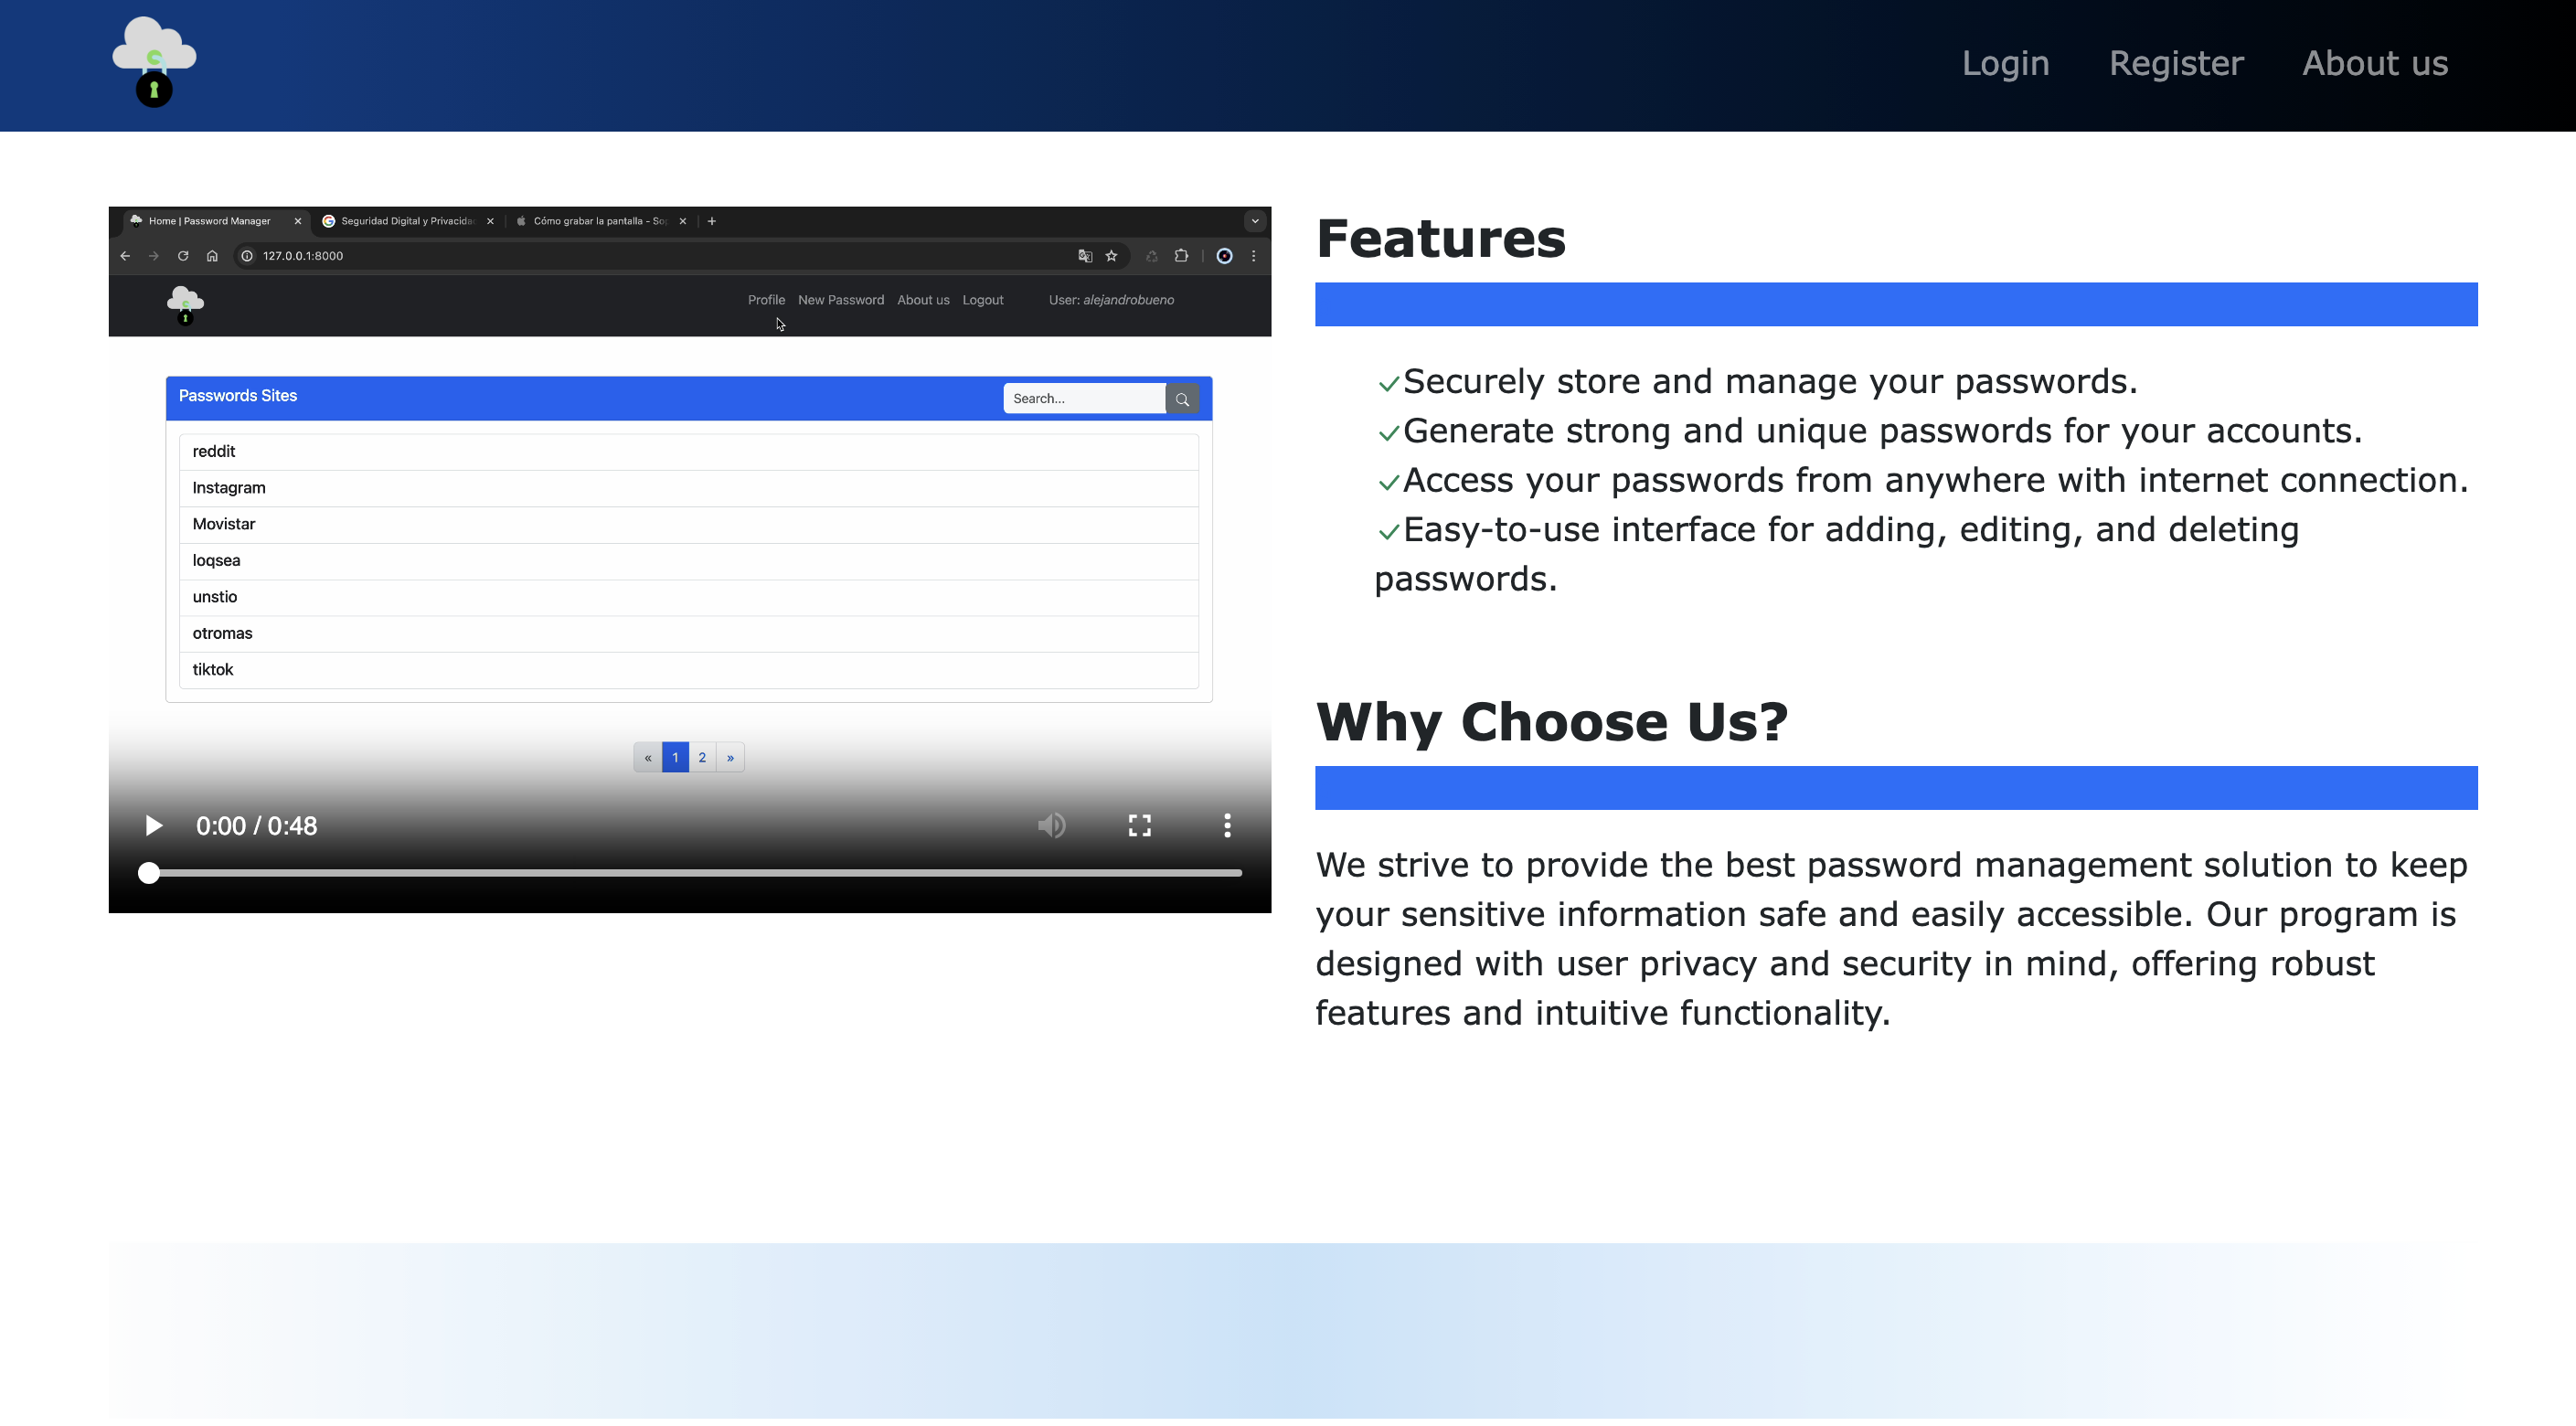 Login Register About us
Home | Password Manager
Seguridad Digital y Privacida
Cómo grabar la pantalla - So
127.0.0.1:8000
Profile New Password About us Logout User: alejandrobueno
Passwords Sites
Search...
reddit
Instagram
Movistar
loqsea
unstio
otromas
tiktok
« 1 2 »
0:00 / 0:48
Features
Securely store and manage your passwords.
Generate strong and unique passwords for your accounts.
Access your passwords from anywhere with internet connection.
Easy-to-use interface for adding, editing, and deleting
passwords.
Why Choose Us?
We strive to provide the best password management solution to keep
your sensitive information safe and easily accessible. Our program is
designed with user privacy and security in mind, offering robust
features and intuitive functionality.